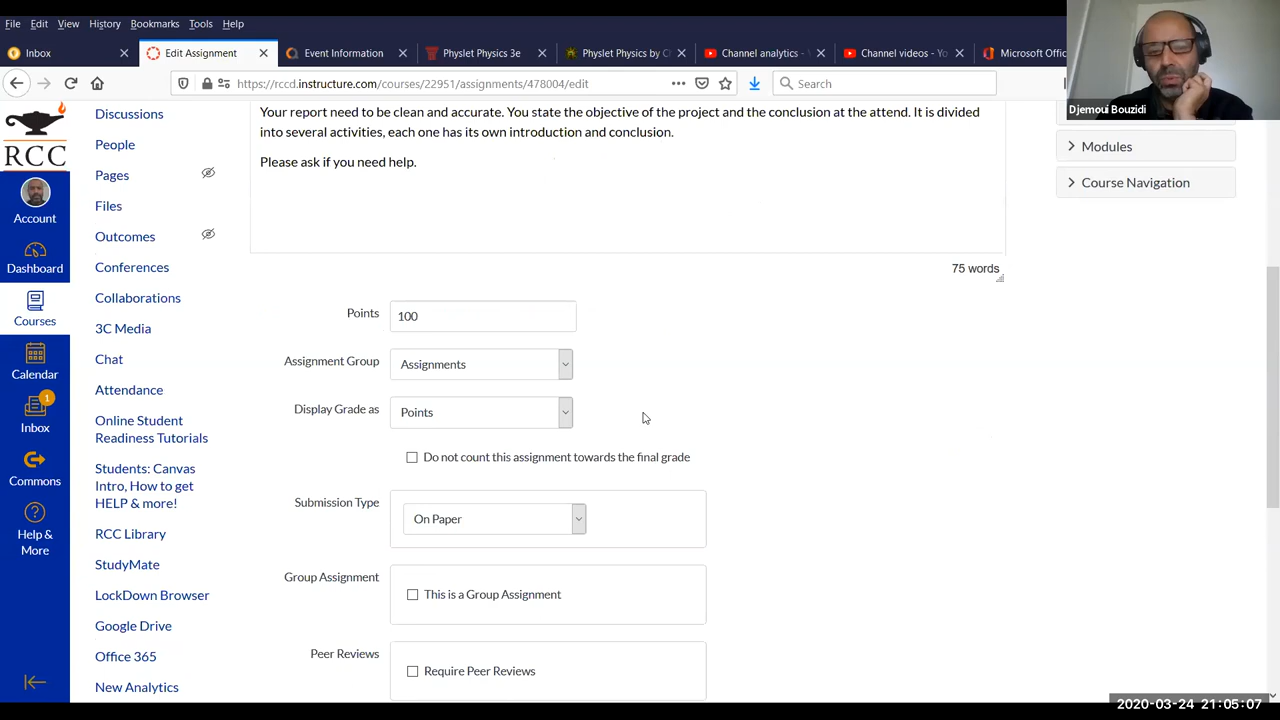 File Edit View History Bookmarks Tools Help
Inbox
Edit Assignment
Event Information
Physlet Physics 3e
Physlet Physics by C
Channel analytics -
Channel videos - Yo
Microsoft Offic
https://rccd.instructure.com/courses/22951/assignments/478004/edit
Search
Djemoui Bouzidi
RCC
Account
Dashboard
Courses
Calendar
1
Inbox
Commons
Help &
More
Discussions
People
Pages
Files
Outcomes
Conferences
Collaborations
3C Media
Chat
Attendance
Online Student
Readiness Tutorials
Students: Canvas
Intro, How to get
HELP & more!
RCC Library
StudyMate
LockDown Browser
Google Drive
Office 365
New Analytics
Your report need to be clean and accurate. You state the objective of the project and the conclusion at the attend. It is divided
into several activities, each one has its own introduction and conclusion.
Please ask if you need help.
75 words
Points 100
Assignment Group Assignments
Display Grade as Points
Do not count this assignment towards the final grade
Submission Type On Paper
Group Assignment This is a Group Assignment
Peer Reviews Require Peer Reviews
Modules
Course Navigation
2020-03-24 21:05:07